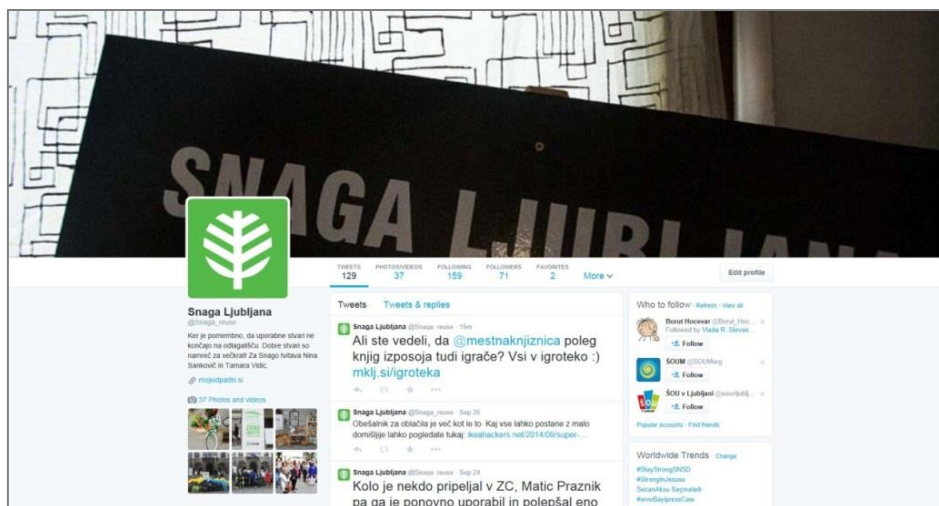 SNAGA LJUBLJANA
TWEETS PHOTOS/VIDEOS FOLLOWING FOLLOWERS FAVORITES
129 37 159 71 2 More
Edit profile
Snaga Ljubljana
@Snaga_reuse
Ker je pomembno, da uporabne stvari ne
končajo na odlagališču. Dobre stvari so
namreč za večkrat! Za Snago tvitava Nina
Sankovič in Tamara Vidic.
mojiodpadki.si
37 Photos and videos
Tweets Tweets & replies
Snaga Ljubljana @Snaga_reuse · 15m
Ali ste vedeli, da @mestnaknjiznica poleg
knjig izposoja tudi igrače? Vsi v igroteko :)
mklj.si/igroteka
Snaga Ljubljana @Snaga_reuse · Sep 26
Obešalnik za oblačila je več kot le to. Kaj vse lahko postane z malo
domišljije lahko pogledate tukaj: ikeahackers.net/2014/09/super-...
Snaga Ljubljana @Snaga_reuse · Sep 24
Kolo je nekdo pripeljal v ZC, Matic Praznik
pa ga je ponovno uporabil in polepšal eno
Who to follow · Refresh · View all
Borut Hocevar @Borut_Hoc...
Followed by Vlada R. Sloven...
Follow
ŠOUM @SOUMorg
Follow
ŠOU v Ljubljani @sourljublj...
Follow
Popular accounts · Find friends
Worldwide Trends · Change
#StayStrongSNSD